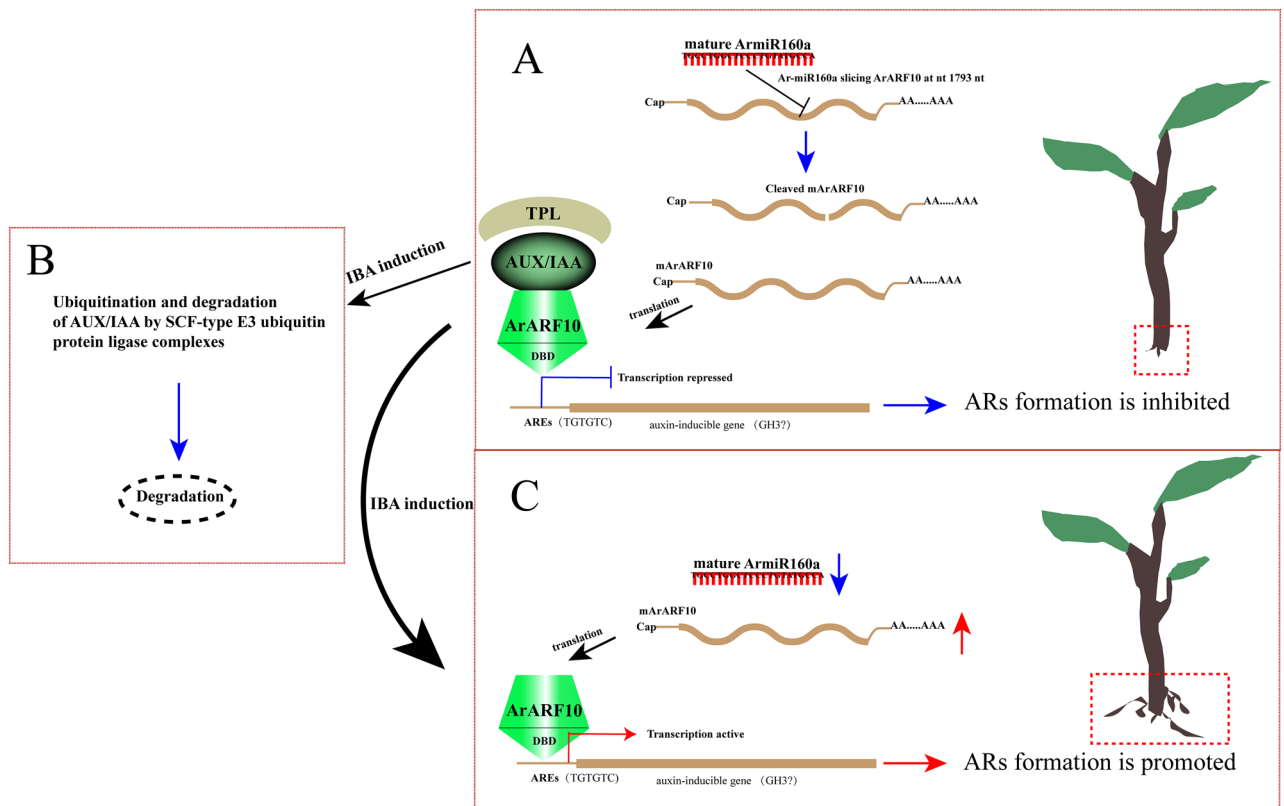 A
mature ArmiR160a
Ar-miR160a slicing ArARF10 at nt 1793 nt
Cap
AA.....AAA
Cleaved mArARF10
Cap
AA.....AAA
TPL
AUX/IAA
ArARF10
DBD
mArARF10
Cap
AA.....AAA
translation
Transcription repressed
AREs (TGTGTC)
auxin-inducible gene (GH3?)
ARs formation is inhibited
B
IBA induction
Ubiquitination and degradation
of AUX/IAA by SCF-type E3 ubiquitin
protein ligase complexes
Degradation
IBA induction
C
mature ArmiR160a
mArARF10
Cap
AA.....AAA
translation
ArARF10
DBD
Transcription active
AREs (TGTGTC)
auxin-inducible gene (GH3?)
ARs formation is promoted